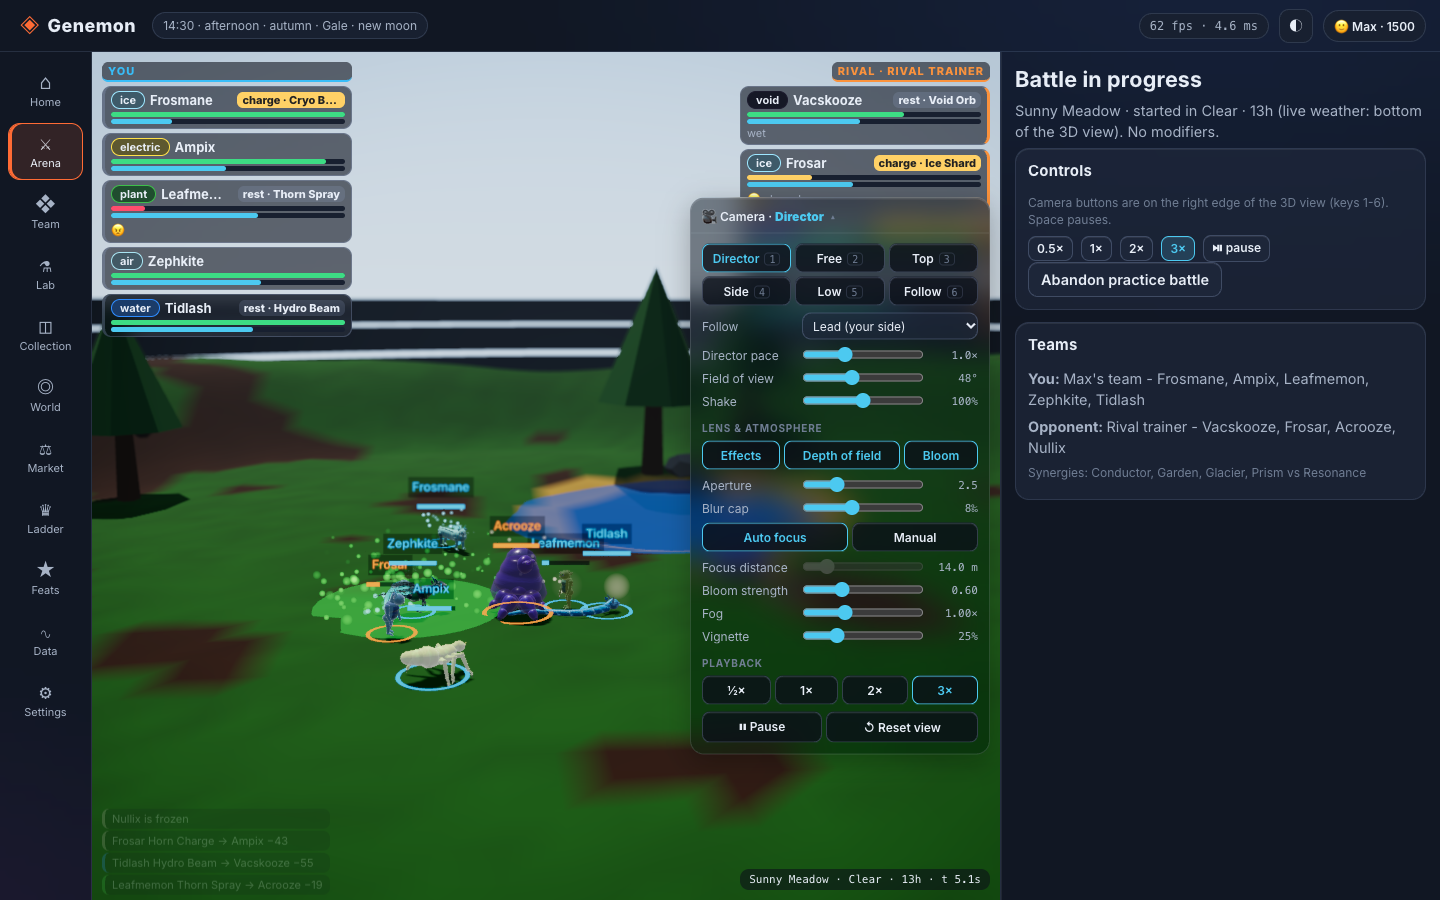 Genemon
14:30 · afternoon · autumn · Gale · new moon
62 fps · 4.6 ms
Max · 1500
Home
Arena
Team
Lab
Collection
World
Market
Ladder
Feats
Data
Settings
YOU
ice Frosmane charge · Cryo B...
electric Ampix
plant Leafme... rest · Thorn Spray
air Zephkite
water Tidlash rest · Hydro Beam
RIVAL · RIVAL TRAINER
void Vacskooze rest · Void Orb
wet
ice Frosar charge · Ice Shard
Camera · Director
Director 1 Free 2 Top 3
Side 4 Low 5 Follow 6
Follow Lead (your side)
Director pace 1.0×
Field of view 48°
Shake 100%
LENS & ATMOSPHERE
Effects Depth of field Bloom
Aperture 2.5
Blur cap 8‰
Auto focus Manual
Focus distance 14.0 m
Bloom strength 0.60
Fog 1.00×
Vignette 25%
PLAYBACK
½× 1× 2× 3×
Pause Reset view
Frosmane
Acrooze
Tidlash
Zephkite
Leafmemon
Frosar
Ampix
Nullix is frozen
Frosar Horn Charge → Ampix −43
Tidlash Hydro Beam → Vacskooze −55
Leafmemon Thorn Spray → Acrooze −19
Sunny Meadow · Clear · 13h · t 5.1s
Battle in progress
Sunny Meadow · started in Clear · 13h (live weather: bottom
of the 3D view). No modifiers.
Controls
Camera buttons are on the right edge of the 3D view (keys 1-6).
Space pauses.
0.5× 1× 2× 3× pause
Abandon practice battle
Teams
You: Max's team - Frosmane, Ampix, Leafmemon,
Zephkite, Tidlash
Opponent: Rival trainer - Vacskooze, Frosar, Acrooze,
Nullix
Synergies: Conductor, Garden, Glacier, Prism vs Resonance